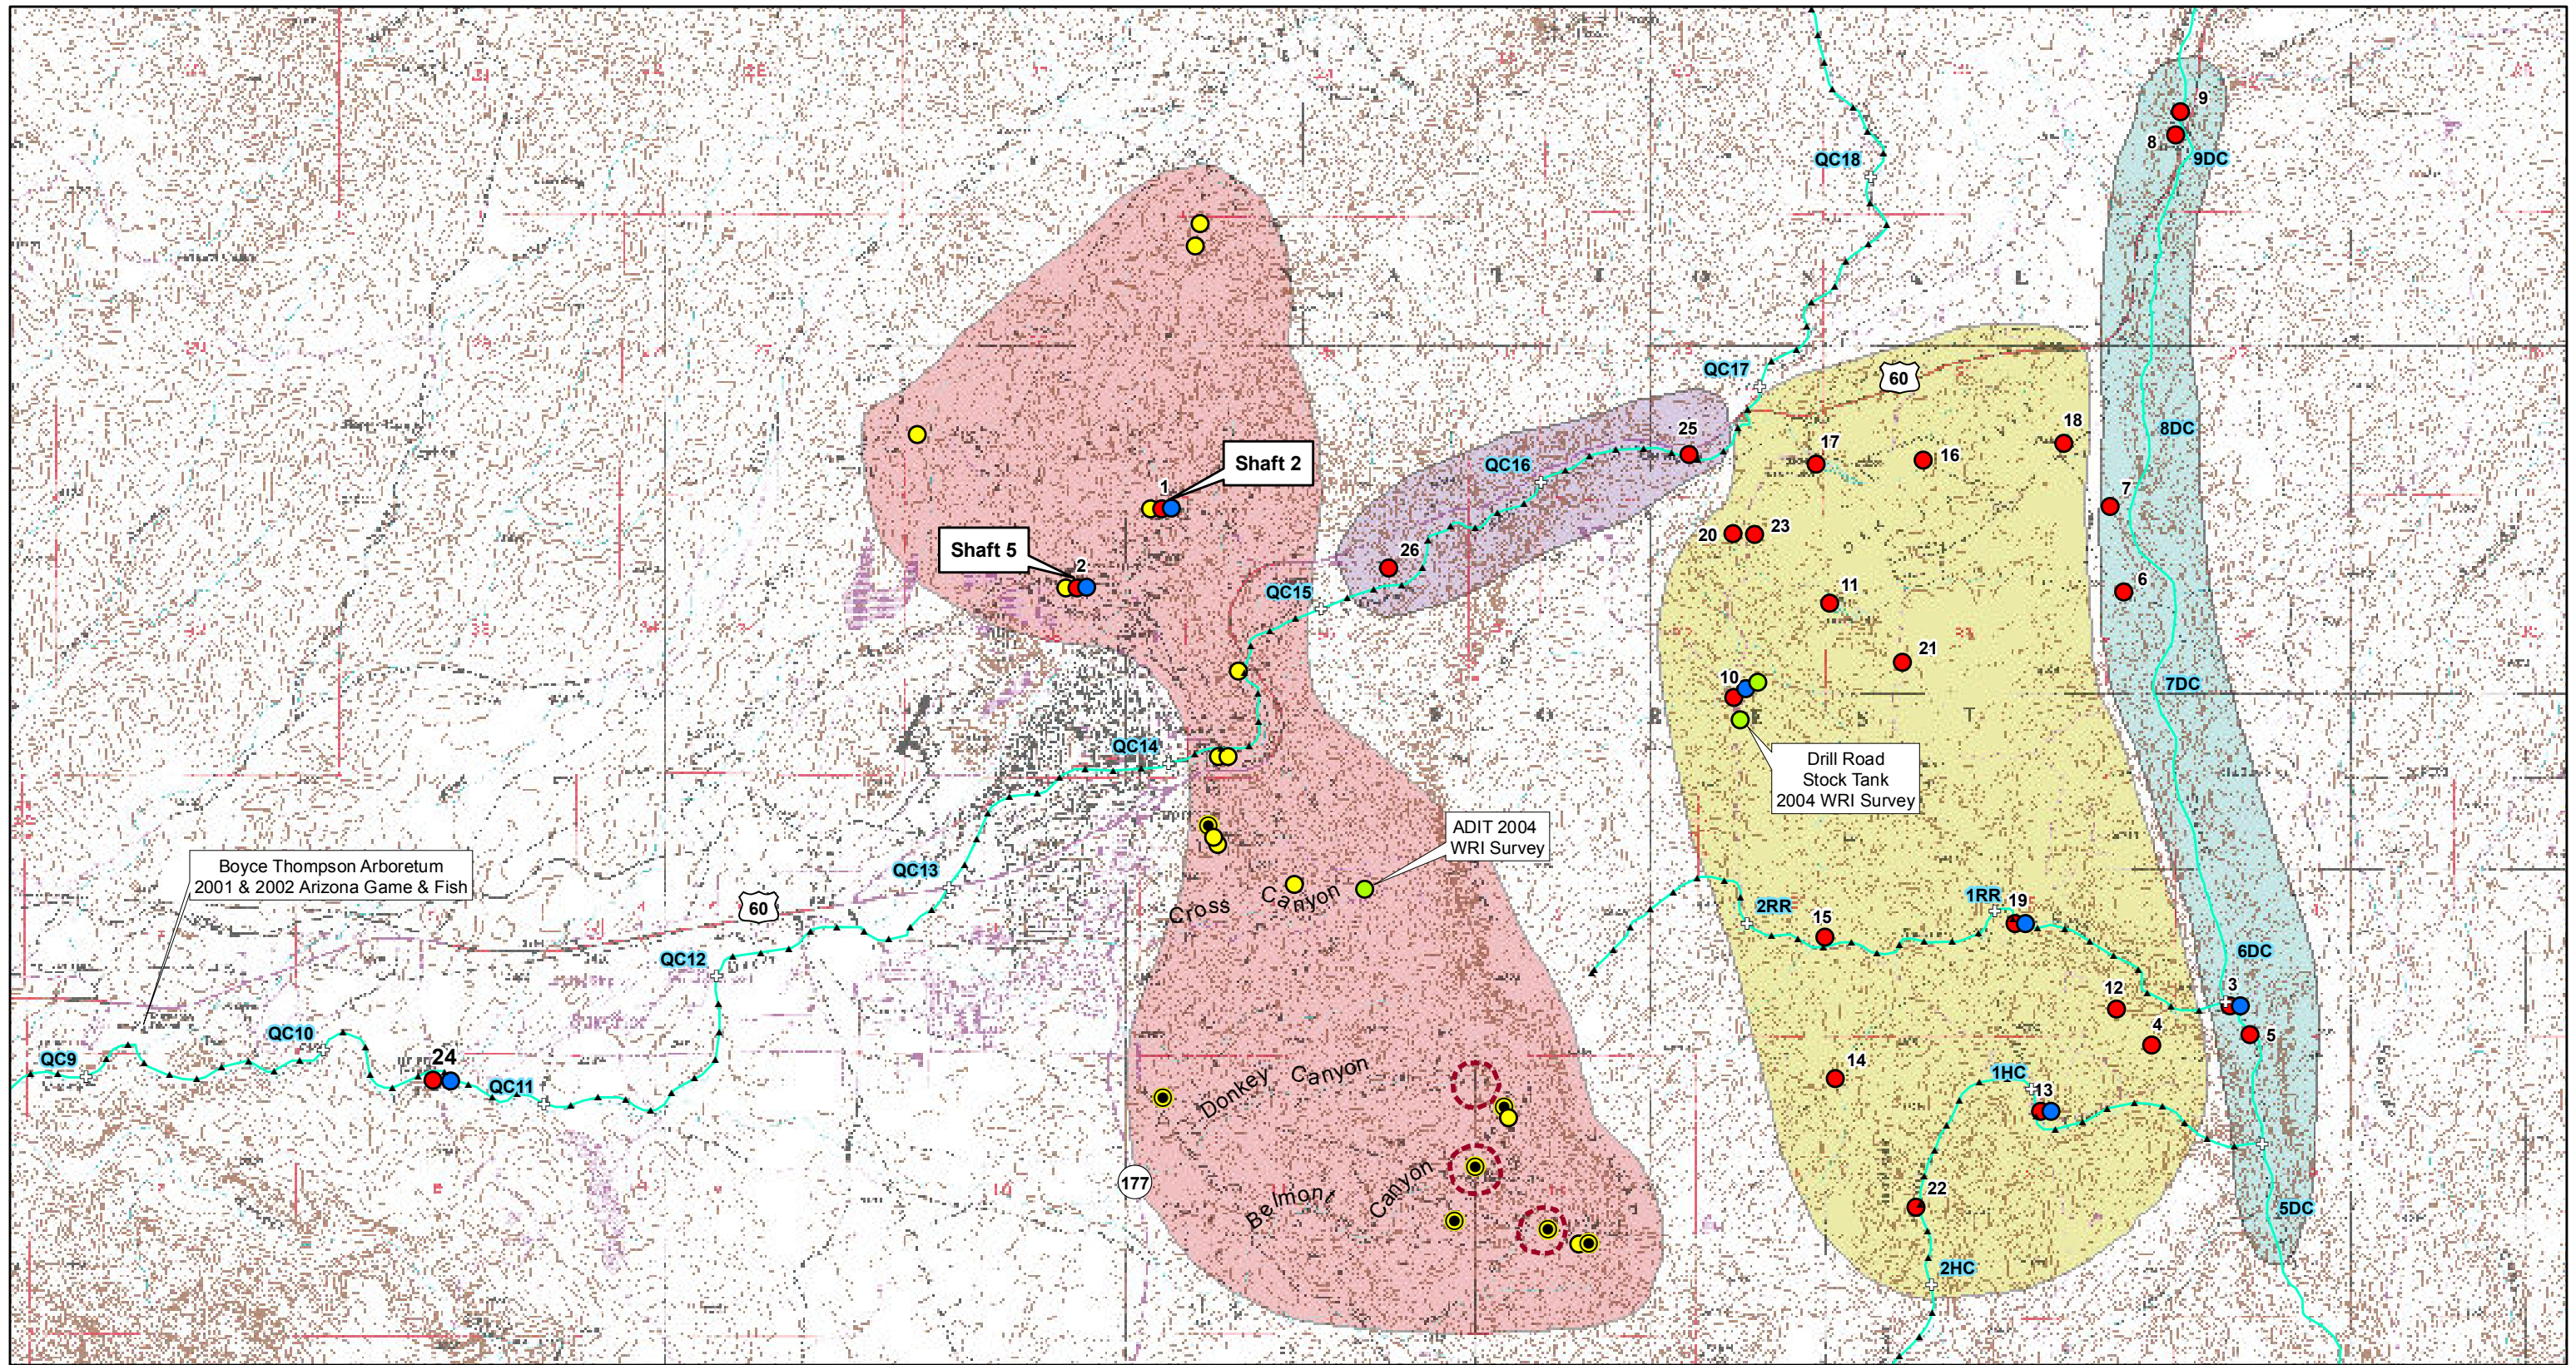 9
8
9DC
QC18
QC17
60
8DC
18
17
16
25
QC16
Shaft 2
1
7
20
23
Shaft 5
2
26
QC15
6
11
21
7DC
10
QC14
Drill Road
Stock Tank
2004 WRI Survey
ADIT 2004
WRI Survey
Boyce Thompson Arboretum
2001 & 2002 Arizona Game & Fish
QC13
60
Cross Canyon
2RR
15
1RR
19
QC12
6DC
3
12
5
4
QC10
QC9
24
QC11
14
1HC
13
Donkey Canyon
177
Belmont Canyon
22
5DC
2HC